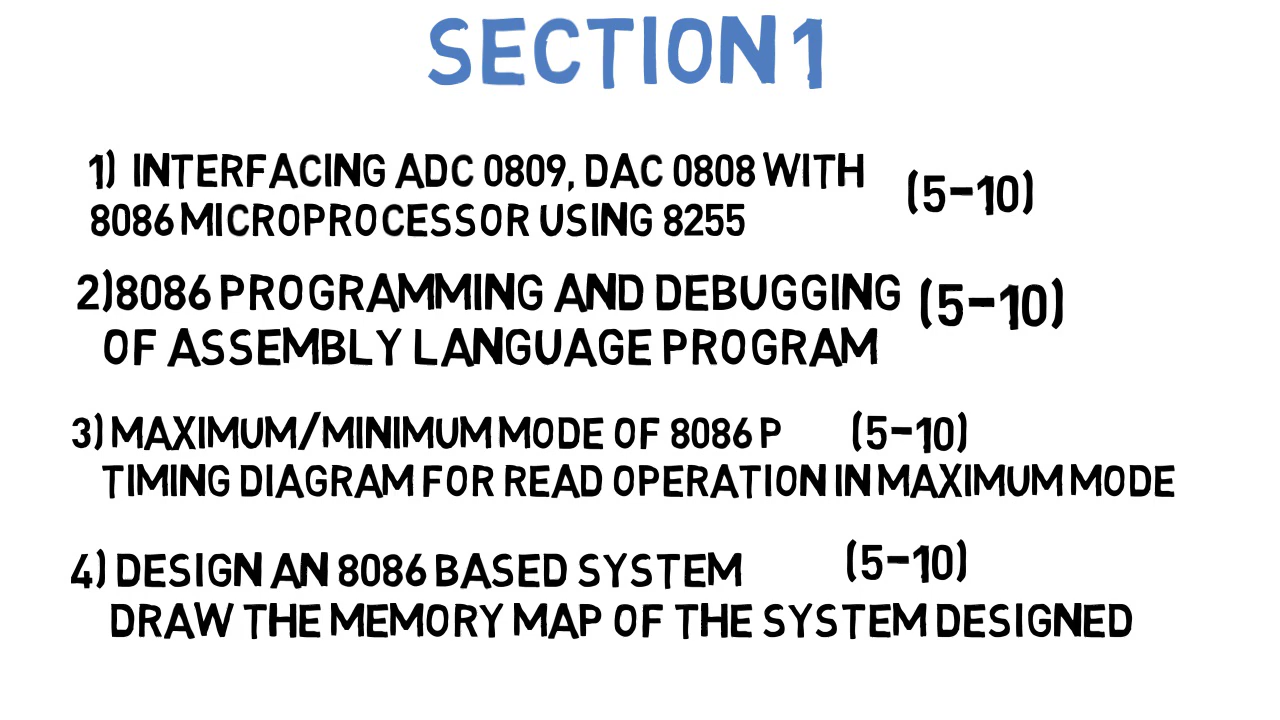 SECTION 1
1) INTERFACING ADC 0809, DAC 0808 WITH (5-10)
8086 MICROPROCESSOR USING 8255
2)8086 PROGRAMMING AND DEBUGGING (5-10)
OF ASSEMBLY LANGUAGE PROGRAM
3) MAXIMUM/MINIMUM MODE OF 8086 P (5-10)
TIMING DIAGRAM FOR READ OPERATION IN MAXIMUM MODE
4) DESIGN AN 8086 BASED SYSTEM (5-10)
DRAW THE MEMORY MAP OF THE SYSTEM DESIGNED